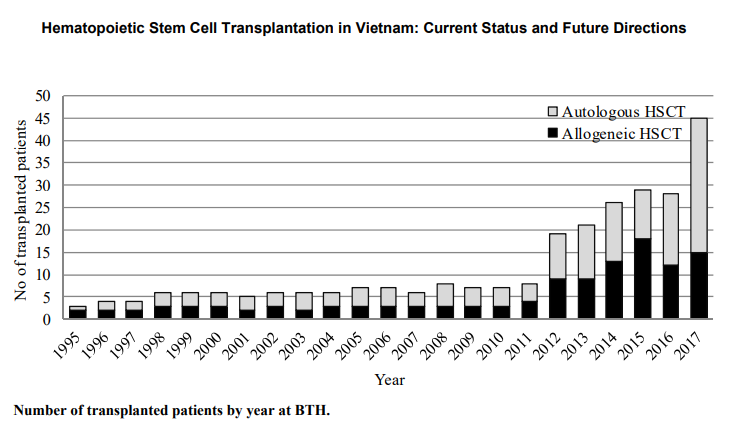 Hematopoietic Stem Cell Transplantation in Vietnam: Current Status and Future Directions
50
45
40
35
30
25
20
15
10
5
0
No of transplanted patients
Autologous HSCT
Allogeneic HSCT
1995 1996 1997 1998 1999 2000 2001 2002 2003 2004 2005 2006 2007 2008 2009 2010 2011 2012 2013 2014 2015 2016 2017
Year
Number of transplanted patients by year at BTH.